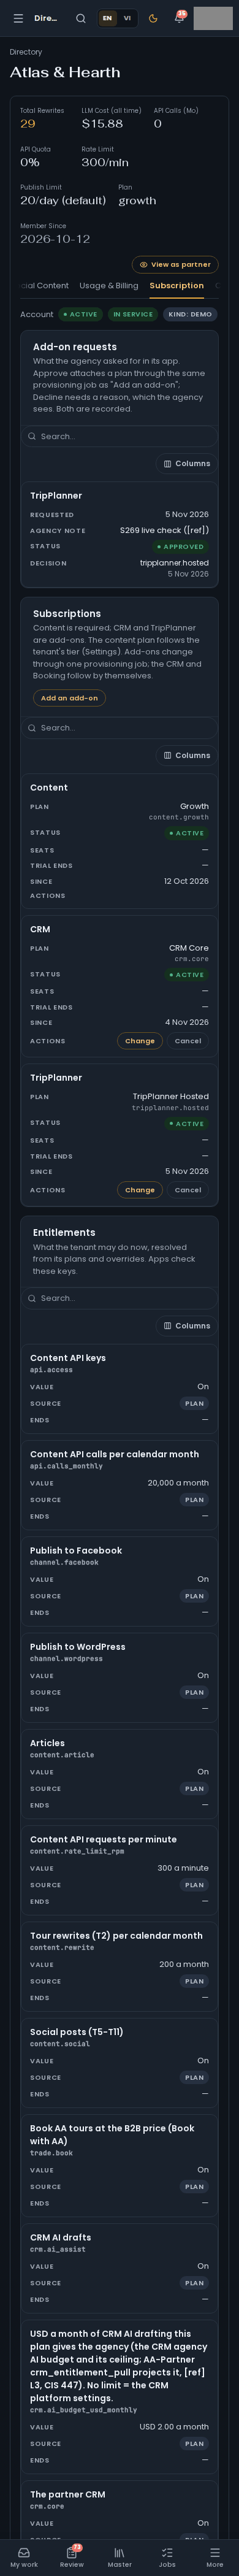 Dire...
EN
VI
35
Directory
Atlas & Hearth
Total Rewrites
29
LLM Cost (all time)
$15.88
API Calls (Mo)
0
API Quota
0%
Rate Limit
300/min
Publish Limit
20/day (default)
Plan
growth
Member Since
2026-10-12
View as partner
cial Content
Usage & Billing
Subscription
Account
ACTIVE
IN SERVICE
KIND: DEMO
Add-on requests
What the agency asked for in its app.
Approve attaches a plan through the same
provisioning job as "Add an add-on";
Decline needs a reason, which the agency
sees. Both are recorded.
Search...
Columns
TripPlanner
REQUESTED
5 Nov 2026
AGENCY NOTE
S269 live check ([ref])
STATUS
APPROVED
DECISION
tripplanner hosted
5 Nov 2026
Subscriptions
Content is required; CRM and TripPlanner
are add-ons. The content plan follows the
tenant's tier (Settings). Add-ons change
through provisioning job; the CRM and
Booking follow by themselves.
Add an add-on
Search...
Columns
Content
PLAN
Growth
content.growth
STATUS
ACTIVE
SEATS
—
TRIAL ENDS
—
SINCE
12 Oct 2026
ACTIONS
CRM
PLAN
CRM Core
crm.core
STATUS
ACTIVE
SEATS
—
TRIAL ENDS
—
SINCE
4 Nov 2026
ACTIONS
Change
Cancel
TripPlanner
PLAN
TripPlanner Hosted
tripplanner.hosted
STATUS
ACTIVE
SEATS
—
TRIAL ENDS
—
SINCE
5 Nov 2026
ACTIONS
Change
Cancel
Entitlements
What the tenant may do now, resolved
from its plans and overrides. Apps check
these keys.
Search...
Columns
Content API keys
api.access
VALUE
On
SOURCE
PLAN
ENDS
—
Content API calls per calendar month
api.calls_monthly
VALUE
20,000 a month
SOURCE
PLAN
ENDS
—
Publish to Facebook
channel.facebook
VALUE
On
SOURCE
PLAN
ENDS
—
Publish to WordPress
channel.wordpress
VALUE
On
SOURCE
PLAN
ENDS
—
Articles
content.article
VALUE
On
SOURCE
PLAN
ENDS
—
Content API requests per minute
content.rate_limit_rpm
VALUE
300 a minute
SOURCE
PLAN
ENDS
—
Tour rewrites (T2) per calendar month
content.rewrite
VALUE
200 a month
SOURCE
PLAN
ENDS
—
Social posts (T5-T11)
content.social
VALUE
On
SOURCE
PLAN
ENDS
—
Book AA tours at the B2B price (Book
with AA)
trade.book
VALUE
On
SOURCE
PLAN
ENDS
—
CRM AI drafts
crm.ai_assist
VALUE
On
SOURCE
PLAN
ENDS
—
USD a month of CRM AI drafting this
plan gives the agency (the CRM agency
AI budget and its ceiling; AA-Partner
crm_entitlement_pull projects it, [ref]
L3, CIS 447). No limit = the CRM
platform settings.
crm.ai_budget_usd_monthly
VALUE
USD 2.00 a month
SOURCE
PLAN
ENDS
—
The partner CRM
crm.core
VALUE
On
My work
73
Review
Master
Jobs
Menu